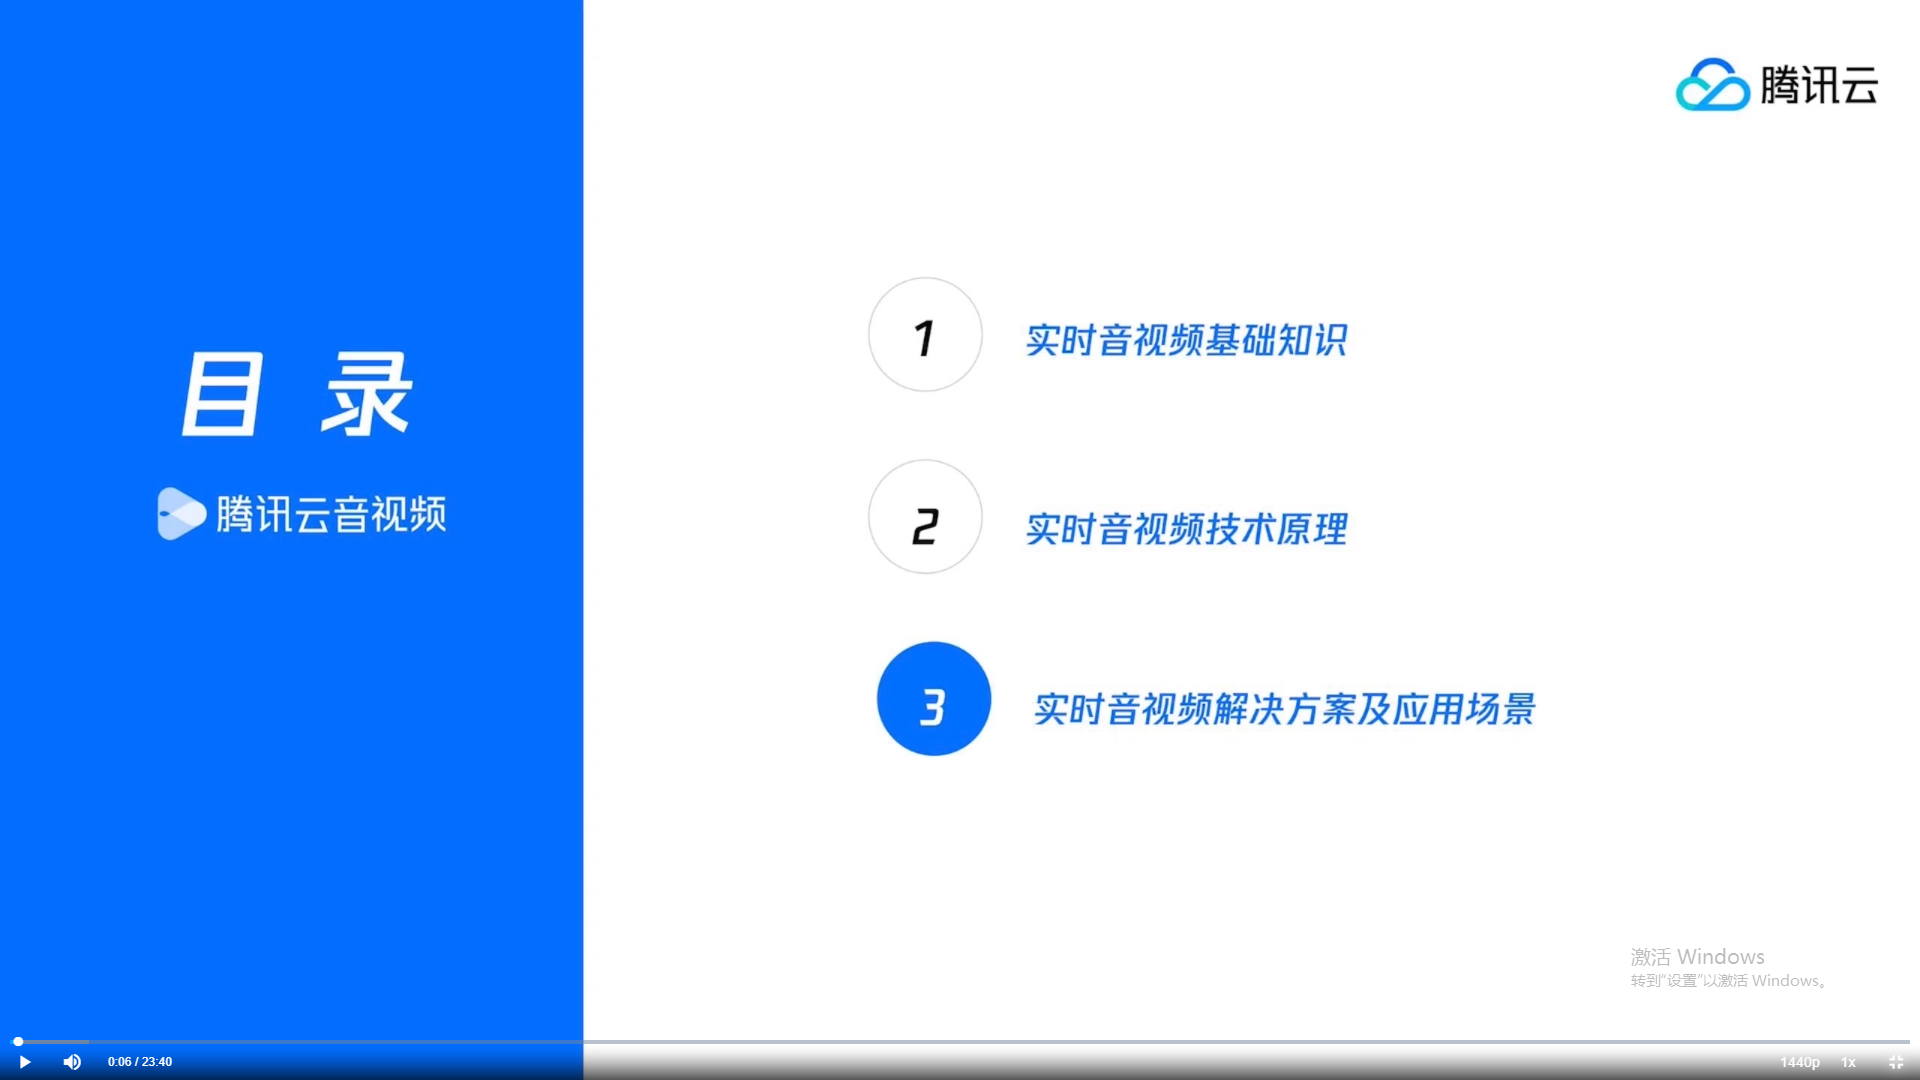 腾讯云
目 录
腾讯云音视频
1
实时音视频基础知识
2
实时音视频技术原理
3
实时音视频解决方案及应用场景
激活 Windows
转到“设置”以激活 Windows。
0:06 / 23:40
1440p
1x